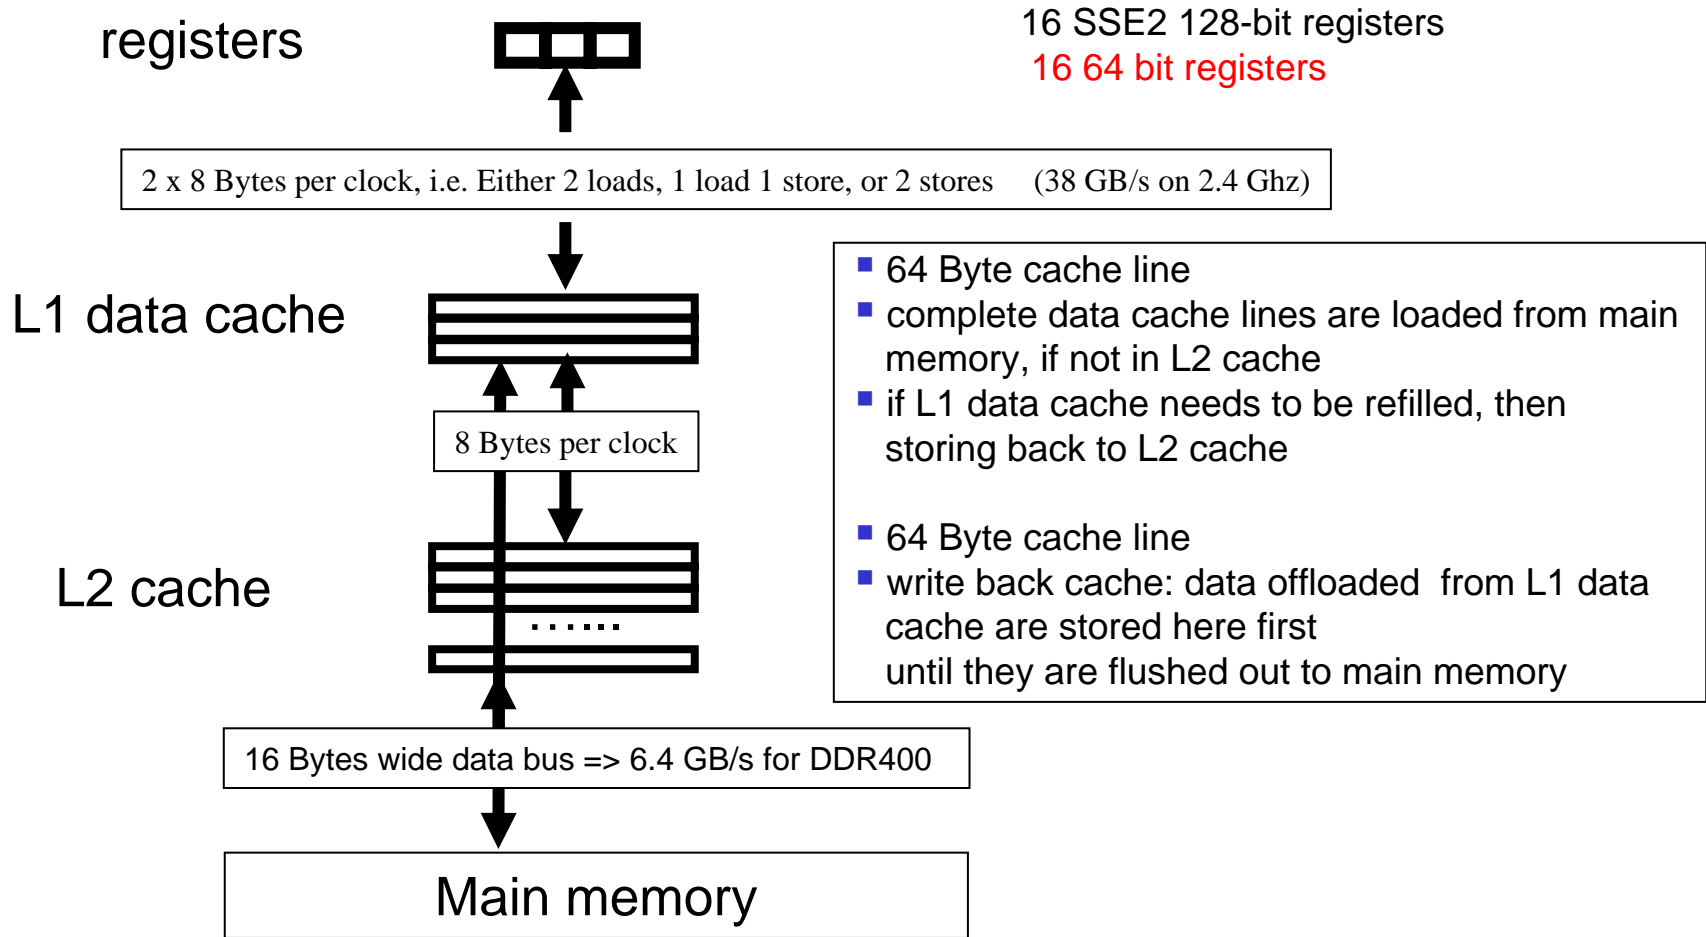 registers
16 SSE2 128-bit registers
16 64 bit registers
2 x 8 Bytes per clock, i.e. Either 2 loads, 1 load 1 store, or 2 stores (38 GB/s on 2.4 Ghz)
L1 data cache
64 Byte cache line
complete data cache lines are loaded from main
memory, if not in L2 cache
if L1 data cache needs to be refilled, then
storing back to L2 cache
8 Bytes per clock
L2 cache
......
64 Byte cache line
write back cache: data offloaded from L1 data
cache are stored here first
until they are flushed out to main memory
16 Bytes wide data bus => 6.4 GB/s for DDR400
Main memory